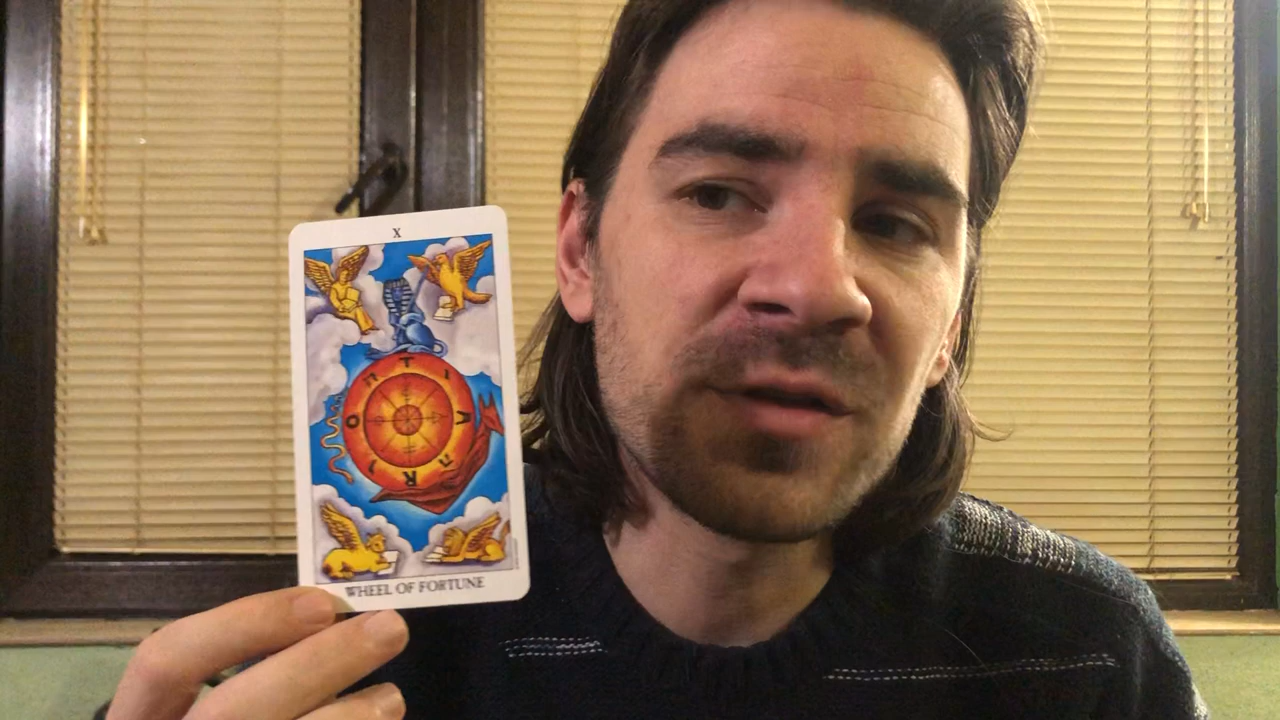 X
T י A ה R ו O ה
WHEEL OF FORTUNE